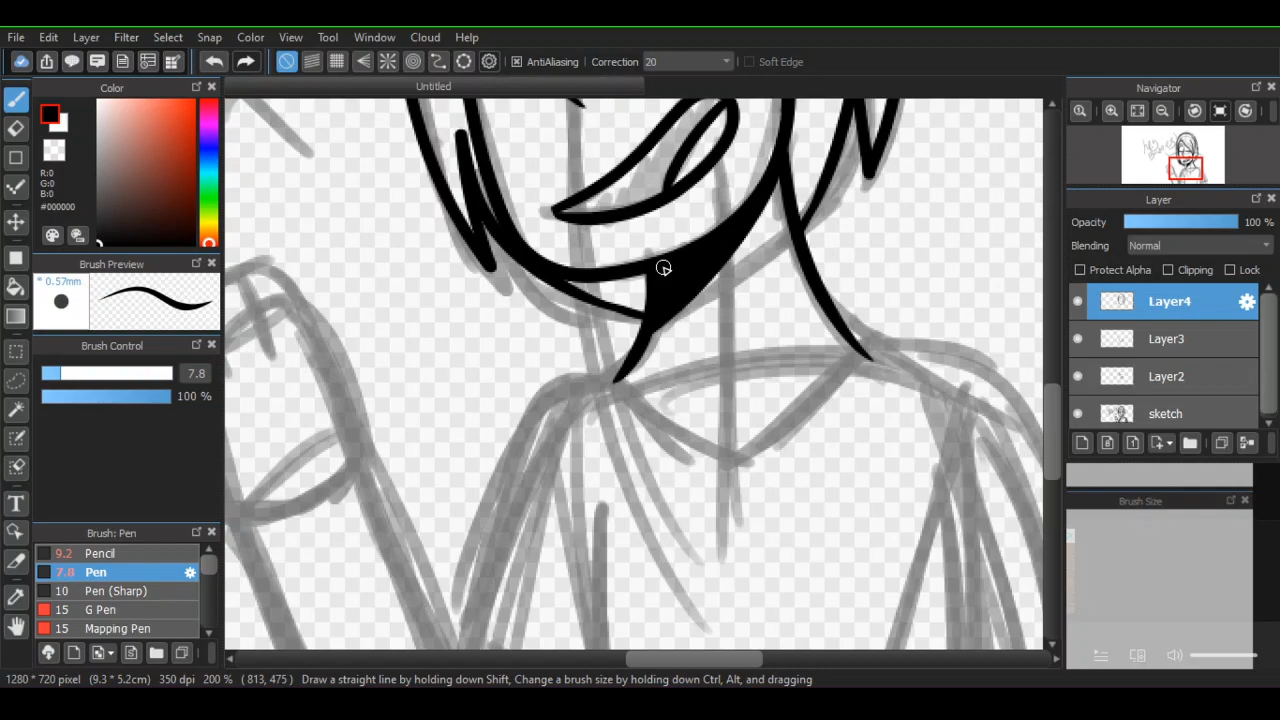 File Edit Layer Filter Select Snap Color View Tool Window Cloud Help
AntiAliasing Correction 20 Soft Edge
Color
Untitled
Navigator
R:0
G:0
B:0
#000000
Brush Preview
* 0.57mm
Brush Control
7.8
100 %
Brush: Pen
9.2 Pencil
7.8 Pen
10 Pen (Sharp)
15 G Pen
15 Mapping Pen
Layer
Opacity 100 %
Blending Normal
Protect Alpha Clipping Lock
Layer4
Layer3
Layer2
sketch
Brush Size
1280 * 720 pixel (9.3 * 5.2cm) 350 dpi 200 % ( 813, 475 ) Draw a straight line by holding down Shift, Change a brush size by holding down Ctrl, Alt, and dragging